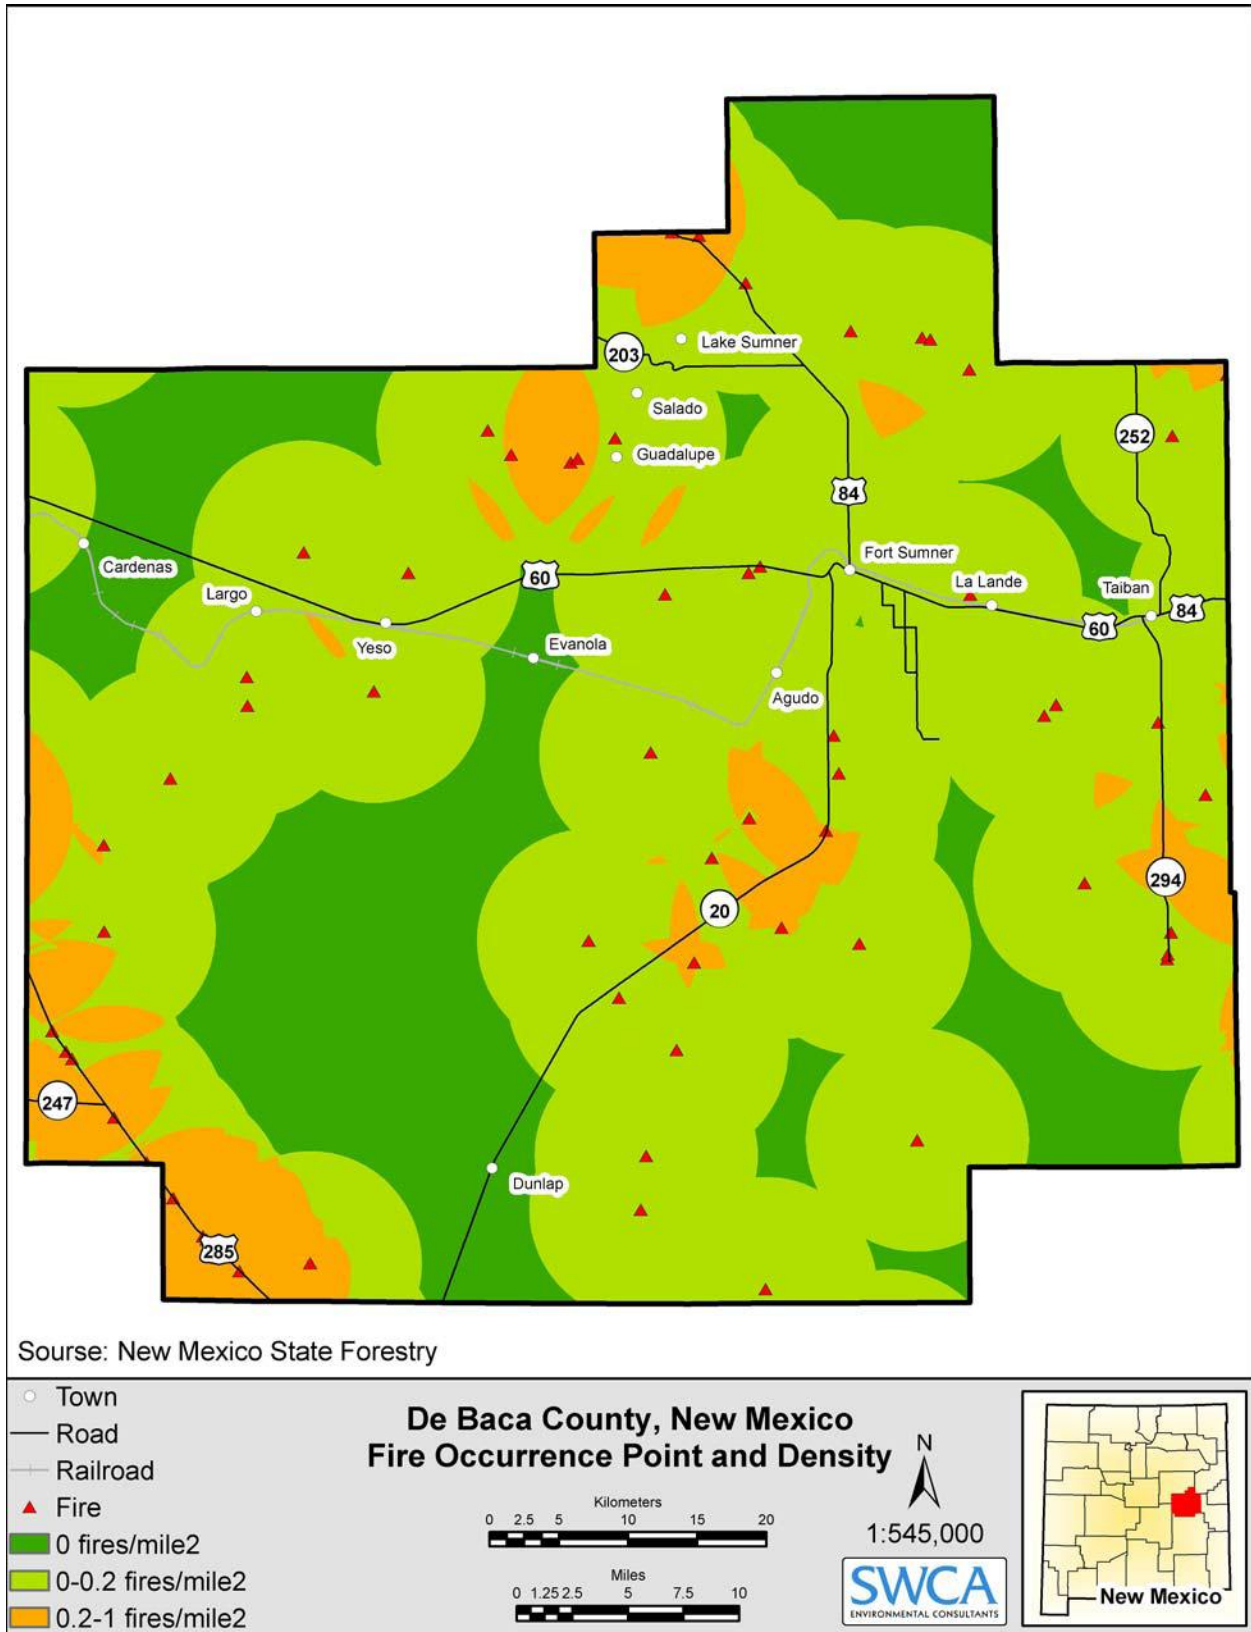 Lake Sumner
203
Salado
252
Guadalupe
84
Fort Sumner
Cardenas
60
La Lande
Taiban
Largo
84
60
Yeso
Evanola
Agudo
294
20
247
Dunlap
285
Sourse: New Mexico State Forestry
Town
Road
Railroad
Fire
0 fires/mile2
0-0.2 fires/mile2
0.2-1 fires/mile2
De Baca County, New Mexico
Fire Occurrence Point and Density
Kilometers
0 2.5 5 10 15 20
Miles
0 1.25 2.5 5 7.5 10
N
1:545,000
SWCA
ENVIRONMENTAL CONSULTANTS
New Mexico